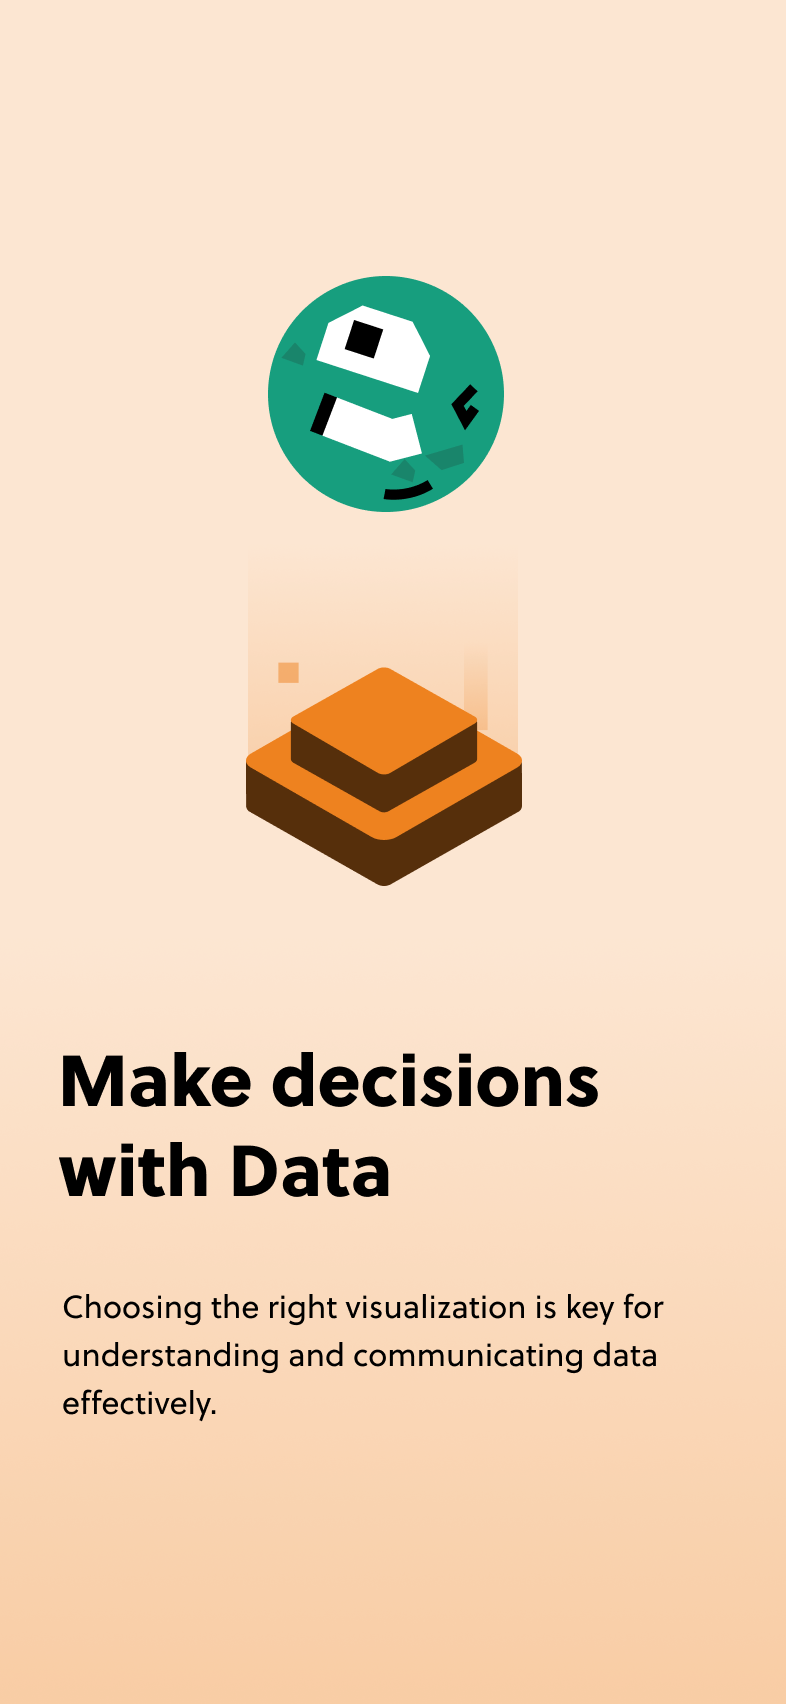 Make decisions
with Data
Choosing the right visualization is key for
understanding and communicating data
effectively.